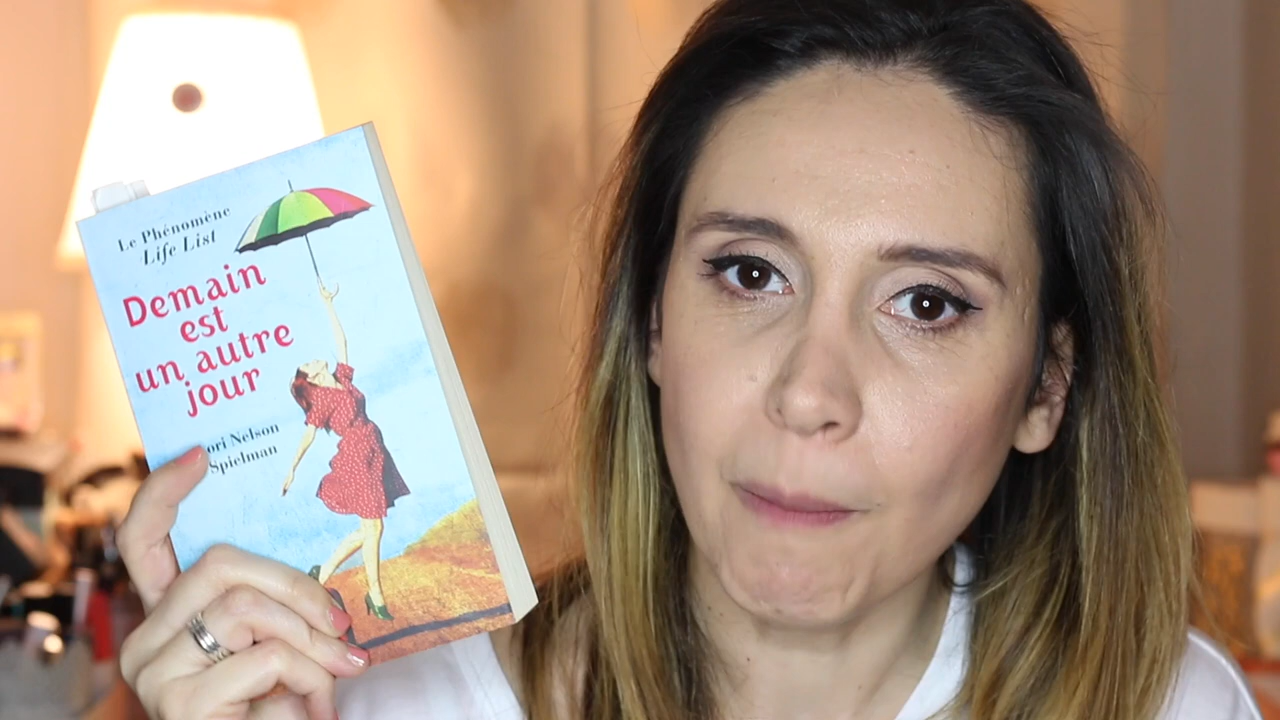 Le Phénomène
Life List
Demain
est
un autre
jour
ori Nelson
Spielman